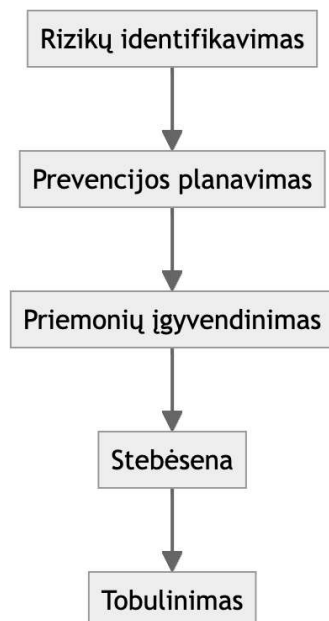 Rizikų identifikavimas
Prevencijos planavimas
Priemonių įgyvendinimas
Stebėsena
Tobulinimas